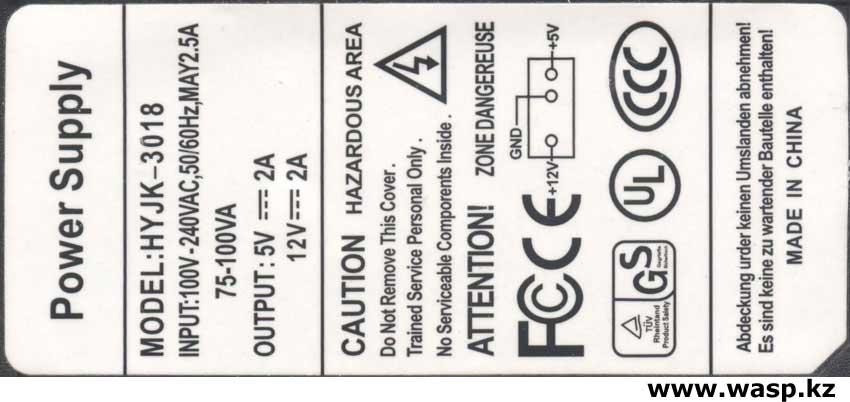 Power Supply
MODEL:HYJK-3018
INPUT:100V-240VAC,50/60Hz,MAY2.5A
75-100VA
OUTPUT: 5V ⎓ 2A
12V ⎓ 2A
CAUTION HAZARDOUS AREA
Do Not Remove This Cover.
Trained Service Personal Only.
No Serviceable Components Inside.
ATTENTION! ZONE DANGEREUSE
FCC CE
+12V GND +5V
TÜV
Rheinland
Product Safety
GS
UL
CCC
Abdeckung urder keinen Umslanden abnehmen!
Es sind keine zu wartender Bautelle enthalten!
MADE IN CHINA
www.wasp.kz